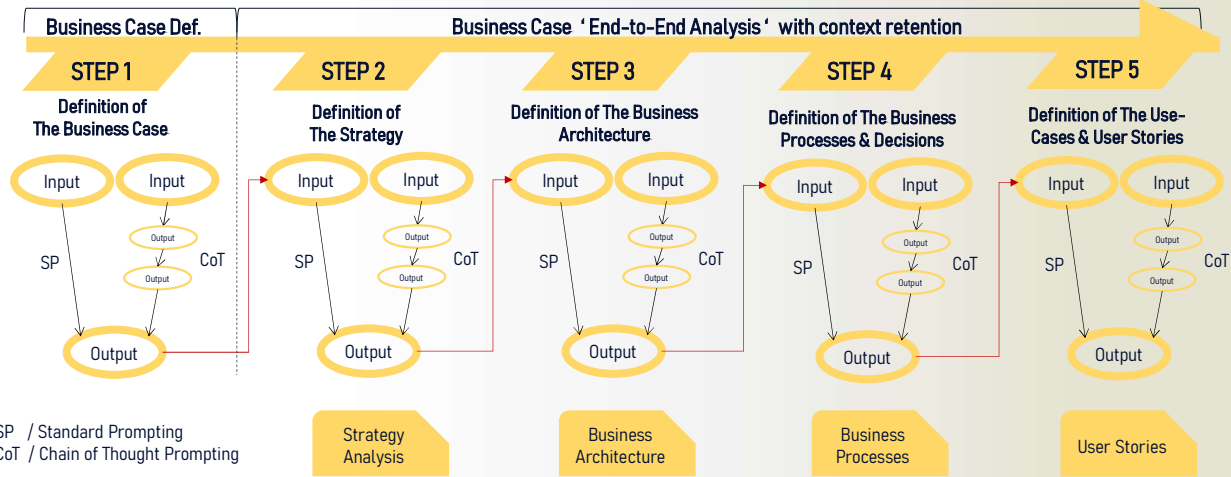 Business Case Def.
Business Case ‘End-to-End Analysis‘ with context retention
STEP 1
STEP 2
STEP 3
STEP 4
STEP 5
Definition of
The Business Case
Definition of
The Strategy
Definition of The Business
Architecture
Definition of The Business
Processes & Decisions
Definition of The Use-
Cases & User Stories
Input
Input
Output
Output
SP
CoT
Output
Input
Input
Output
Output
SP
CoT
Output
Input
Input
Output
Output
SP
CoT
Output
Input
Input
Output
Output
SP
CoT
Output
Input
Input
Output
Output
SP
CoT
Output
SP / Standard Prompting
CoT / Chain of Thought Prompting
Strategy
Analysis
Business
Architecture
Business
Processes
User Stories